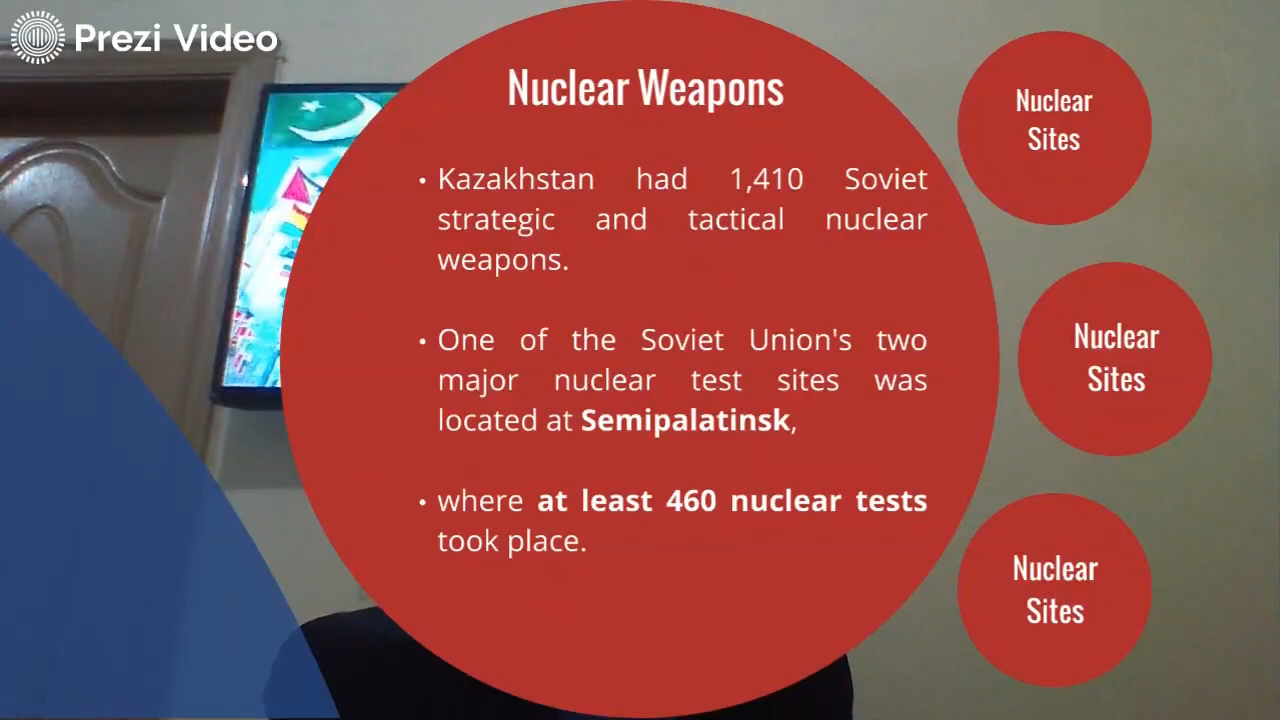 Prezi Video
Nuclear Weapons
• Kazakhstan had 1,410 Soviet
strategic and tactical nuclear
weapons.
• One of the Soviet Union's two
major nuclear test sites was
located at Semipalatinsk,
• where at least 460 nuclear tests
took place.
Nuclear
Sites
Nuclear
Sites
Nuclear
Sites